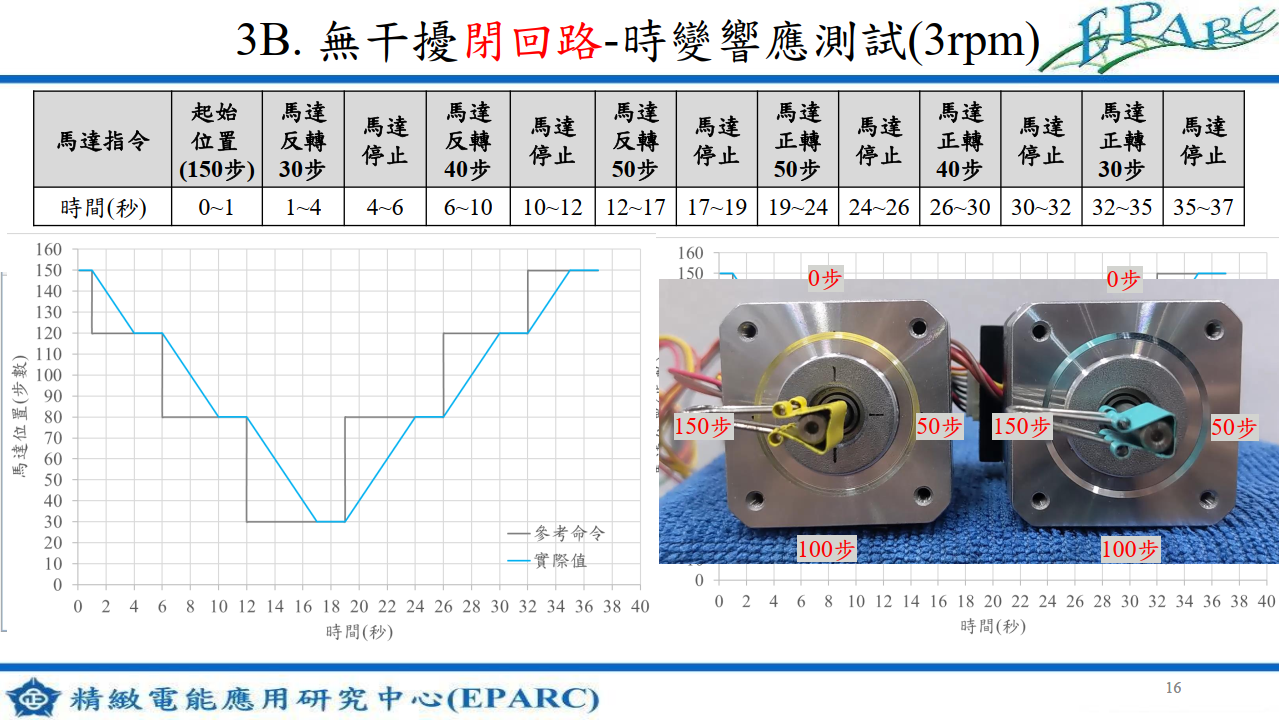 3B. 無干擾閉回路-時變響應測試(3rpm)
EPARC
馬達指令 起始位置(150步) 馬達反轉30步 馬達停止 馬達反轉40步 馬達停止 馬達反轉50步 馬達停止 馬達正轉50步 馬達停止 馬達正轉40步 馬達停止 馬達正轉30步 馬達停止
時間(秒) 0~1 1~4 4~6 6~10 10~12 12~17 17~19 19~24 24~26 26~30 30~32 32~35 35~37
馬達位置(步數)
160
150
140
130
120
110
100
90
80
70
60
50
40
30
20
10
0
參考命令
實際值
0 2 4 6 8 10 12 14 16 18 20 22 24 26 28 30 32 34 36 38 40
時間(秒)
160
150
0步 0步
150步 50步 150步 50步
100步 100步
0
0 2 4 6 8 10 12 14 16 18 20 22 24 26 28 30 32 34 36 38 40
時間(秒)
精緻電能應用研究中心(EPARC)
16